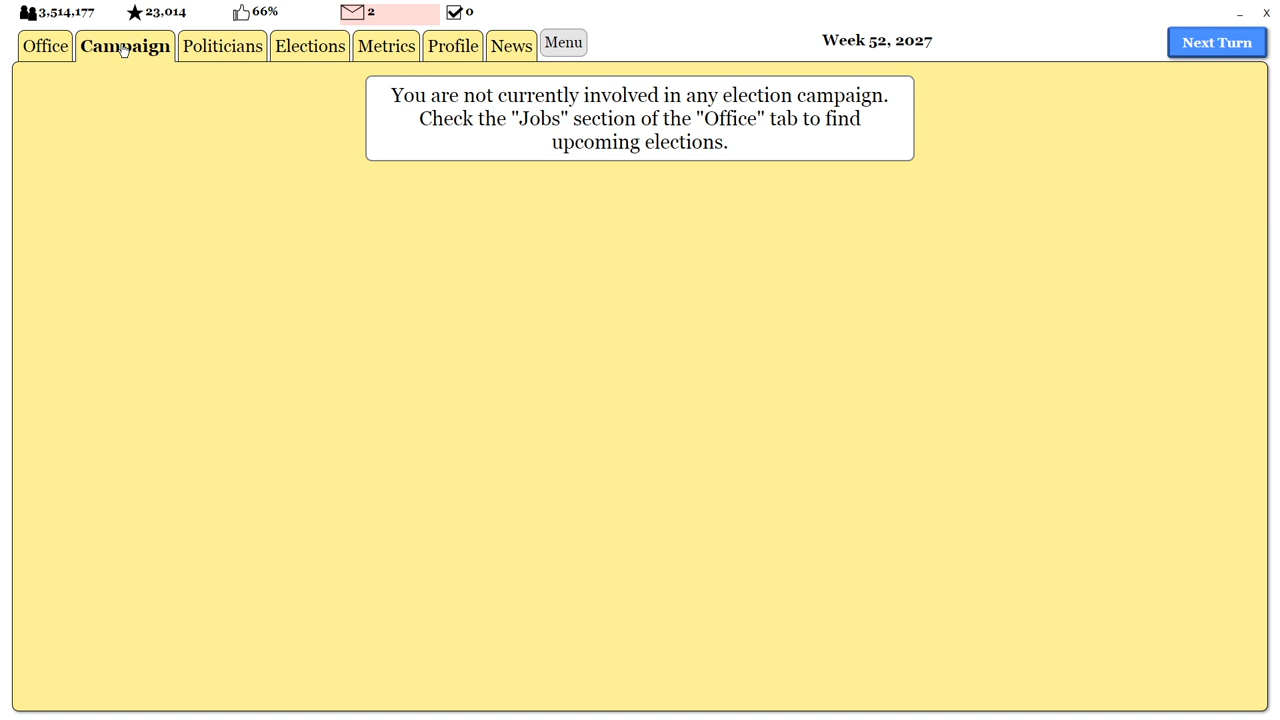 3,514,177 23,014 66% 2 0 _ X
Office Campaign Politicians Elections Metrics Profile News Menu Week 52, 2027 Next Turn
You are not currently involved in any election campaign.
Check the "Jobs" section of the "Office" tab to find
upcoming elections.